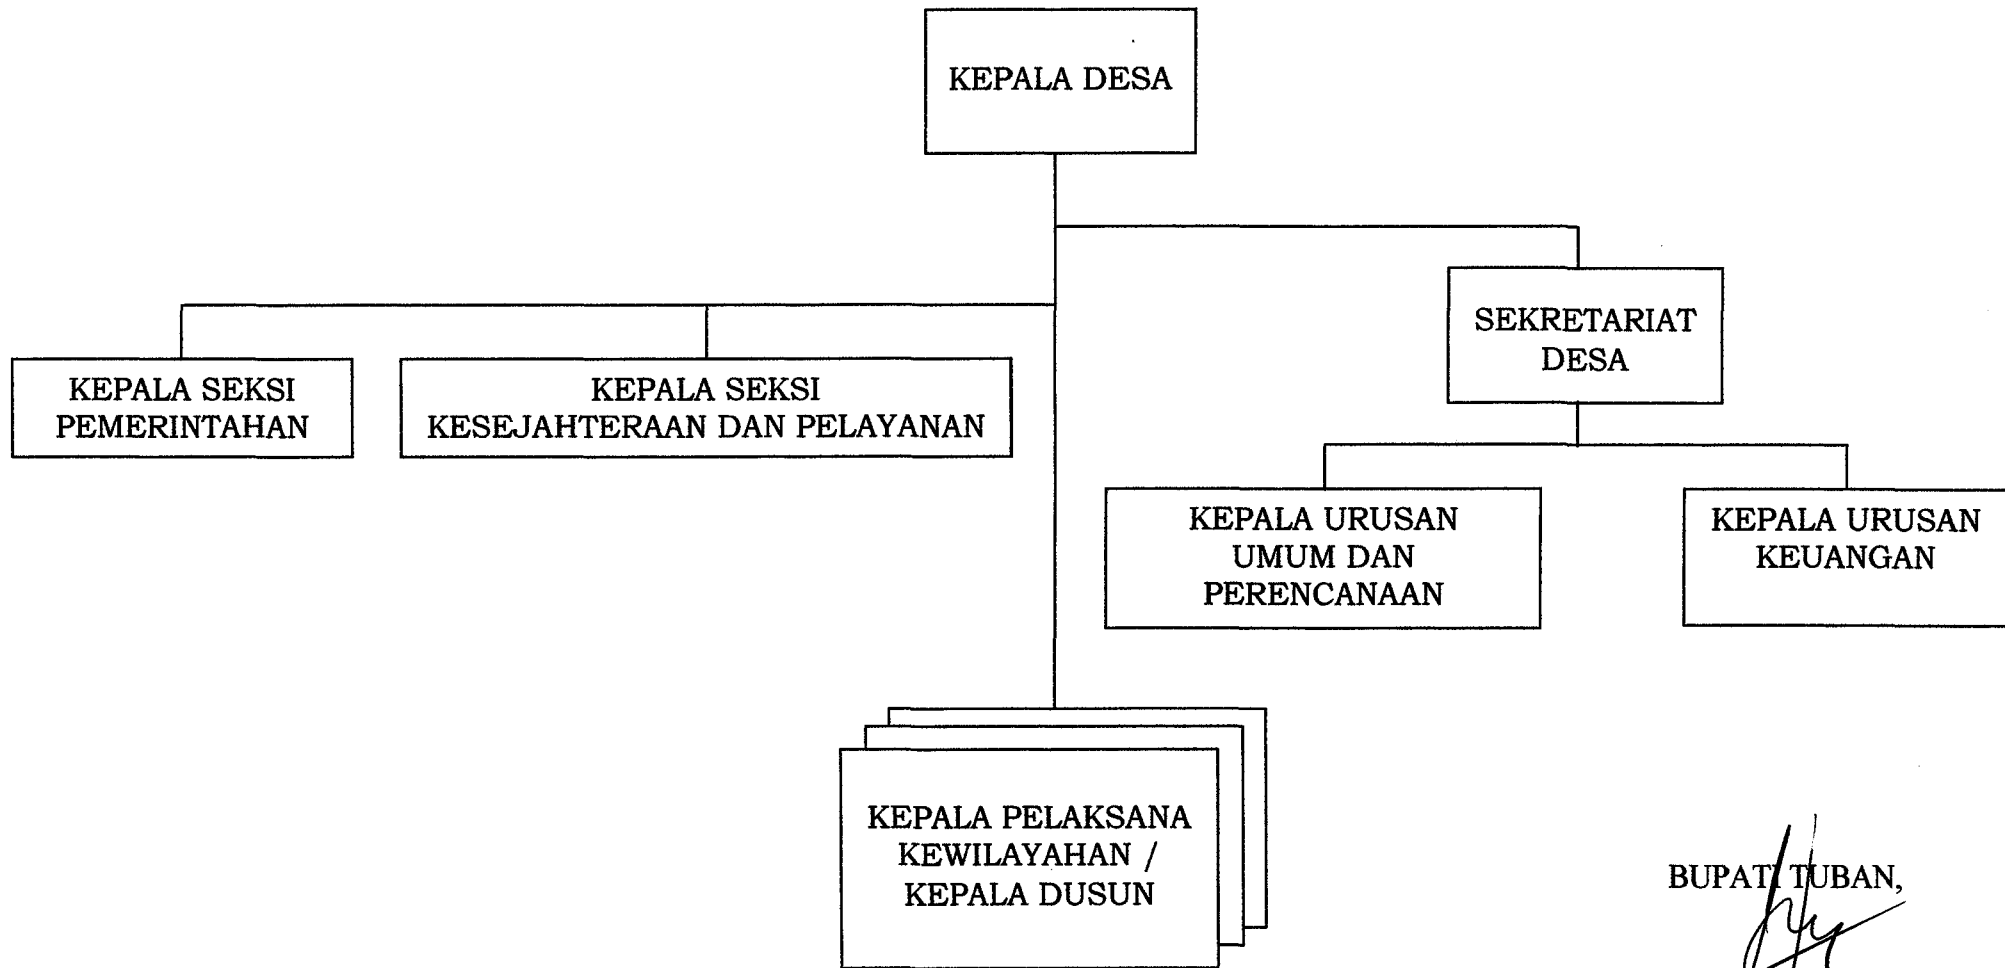 KEPALA DESA
SEKRETARIAT
DESA
KEPALA SEKSI
PEMERINTAHAN
KEPALA SEKSI
KESEJAHTERAAN DAN PELAYANAN
KEPALA URUSAN
UMUM DAN
PERENCANAAN
KEPALA URUSAN
KEUANGAN
KEPALA PELAKSANA
KEWILAYAHAN /
KEPALA DUSUN
BUPATI TUBAN,